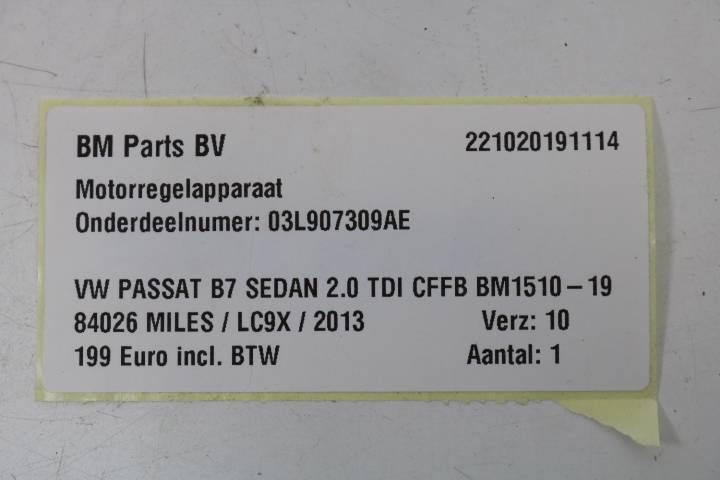 BM Parts BV 221020191114
Motorregelapparaat
Onderdeelnumer: 03L907309AE
VW PASSAT B7 SEDAN 2.0 TDI CFFB BM1510-19
84026 MILES / LC9X / 2013 Verz: 10
199 Euro incl. BTW Aantal: 1